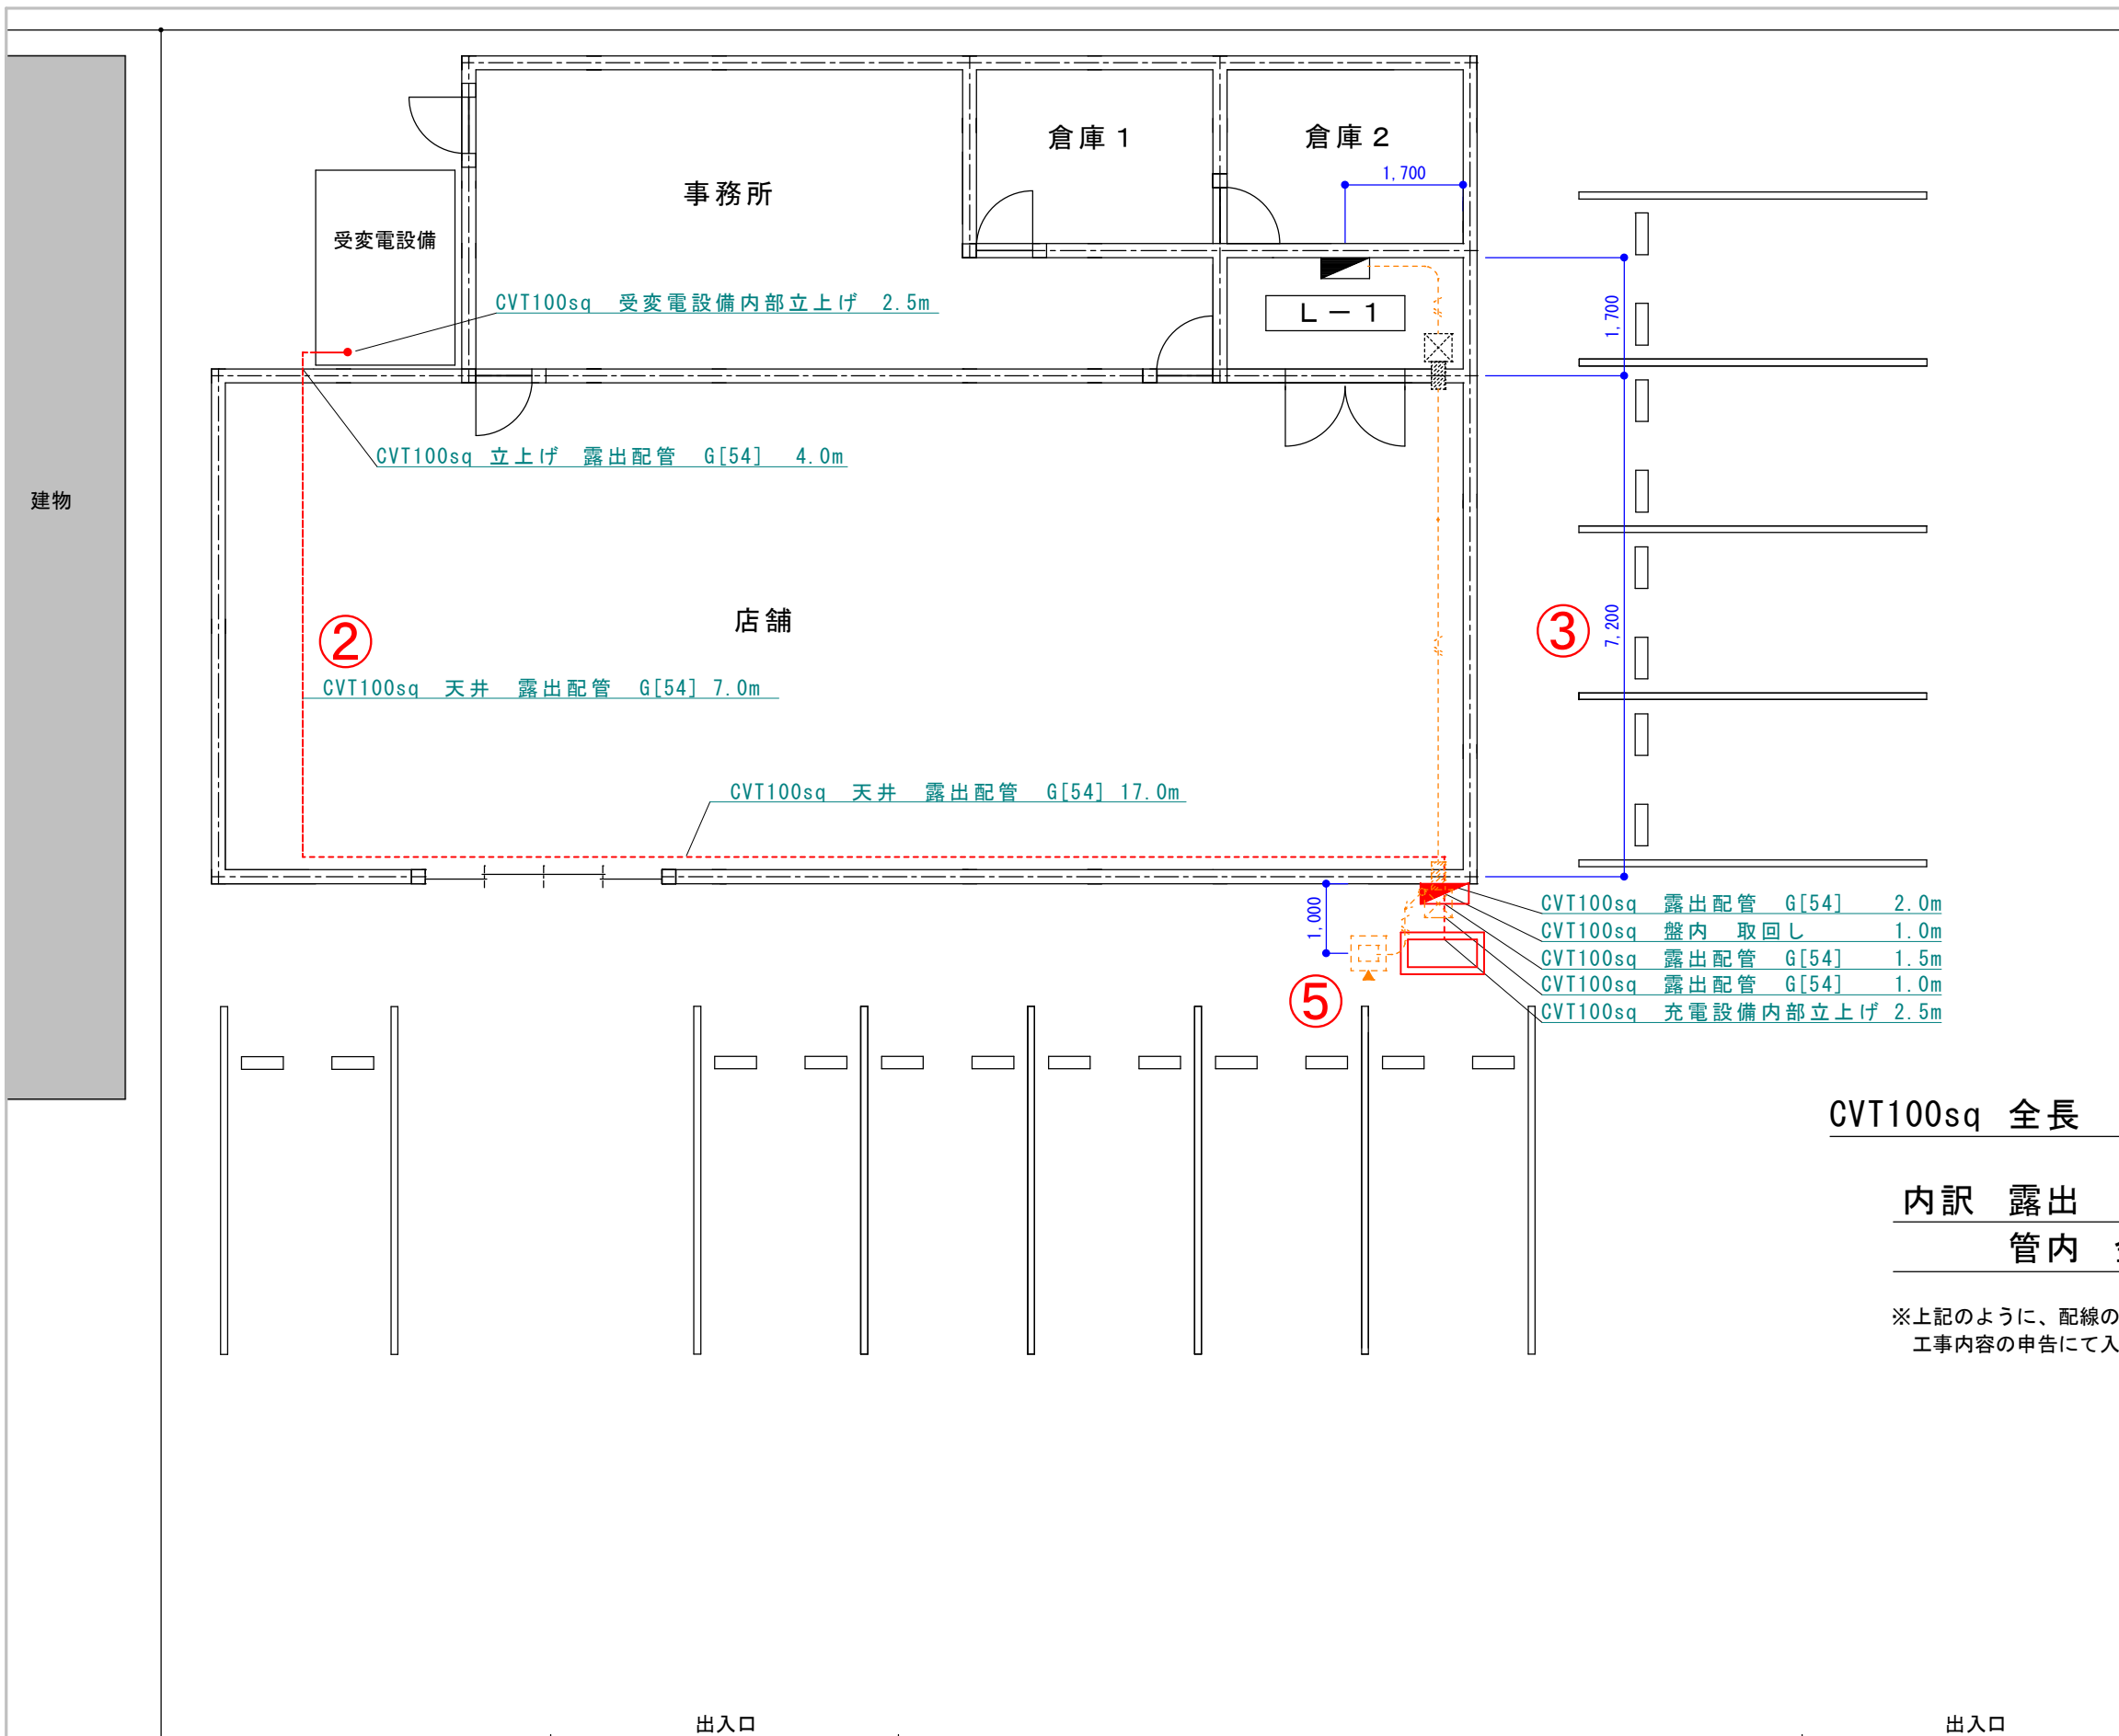 倉庫１
倉庫２
1,700
事務所
受変電設備
CVT100sq　受変電設備内部立上げ　2.5m
Ｌ－１
1,700
CVT100sq 立上げ　露出配管　G[54]　4.0m
建物
店舗
②
③
7,200
CVT100sq　天井　露出配管　G[54] 7.0m
CVT100sq　天井　露出配管　G[54] 17.0m
1,000
CVT100sq　露出配管　G[54]　2.0m
CVT100sq　盤内　取回し　1.0m
CVT100sq　露出配管　G[54]　1.5m
CVT100sq　露出配管　G[54]　1.0m
CVT100sq　充電設備内部立上げ 2.5m
⑤
CVT100sq 全長
内訳　露出
管内
※上記のように、配線の
工事内容の申告にて入
出入口
出入口